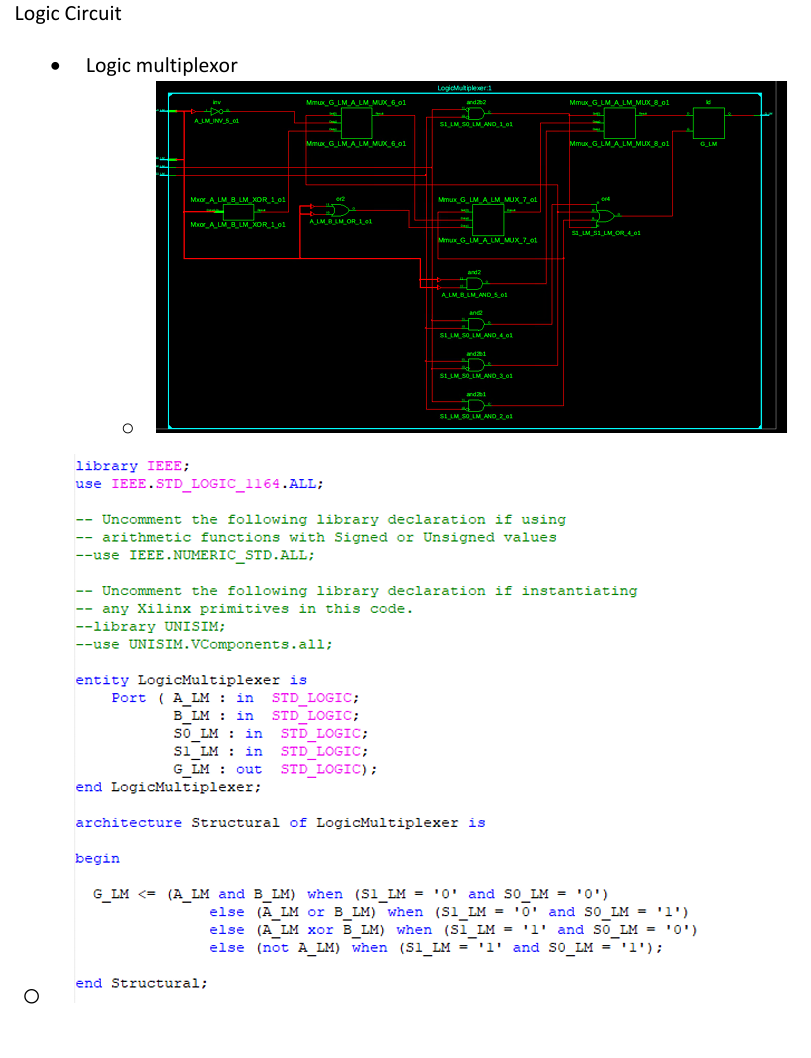 Logic Circuit
• Logic multiplexor
LogicMultiplexer:1
inv
A_LM_INV_5_o1
Mmux_G_LM_A_LM_MUX_6_o1
Mmux_G_LM_A_LM_MUX_6_o1
and2b2
S1_LM_S0_LM_AND_1_o1
Mmux_G_LM_A_LM_MUX_8_o1
Mmux_G_LM_A_LM_MUX_8_o1
ld
G_LM
Mxor_A_LM_B_LM_XOR_1_o1
Mxor_A_LM_B_LM_XOR_1_o1
or2
A_LM_B_LM_OR_1_o1
Mmux_G_LM_A_LM_MUX_7_o1
Mmux_G_LM_A_LM_MUX_7_o1
or4
S1_LM_OR_4_o1
and2
A_LM_B_LM_AND_5_o1
and2
S1_LM_S0_LM_AND_4_o1
and2b1
S1_LM_S0_LM_AND_3_o1
and2b1
S1_LM_S0_LM_AND_2_o1
library IEEE;
use IEEE.STD_LOGIC_1164.ALL;
-- Uncomment the following library declaration if using
-- arithmetic functions with Signed or Unsigned values
--use IEEE.NUMERIC_STD.ALL;
-- Uncomment the following library declaration if instantiating
-- any Xilinx primitives in this code.
--library UNISIM;
--use UNISIM.VComponents.all;
entity LogicMultiplexer is
Port ( A_LM : in STD_LOGIC;
B_LM : in STD_LOGIC;
S0_LM : in STD_LOGIC;
S1_LM : in STD_LOGIC;
G_LM : out STD_LOGIC);
end LogicMultiplexer;
architecture Structural of LogicMultiplexer is
begin
G_LM <= (A_LM and B_LM) when (S1_LM = '0' and S0_LM = '0')
else (A_LM or B_LM) when (S1_LM = '0' and S0_LM = '1')
else (A_LM xor B_LM) when (S1_LM = '1' and S0_LM = '0')
else (not A_LM) when (S1_LM = '1' and S0_LM = '1');
end Structural;